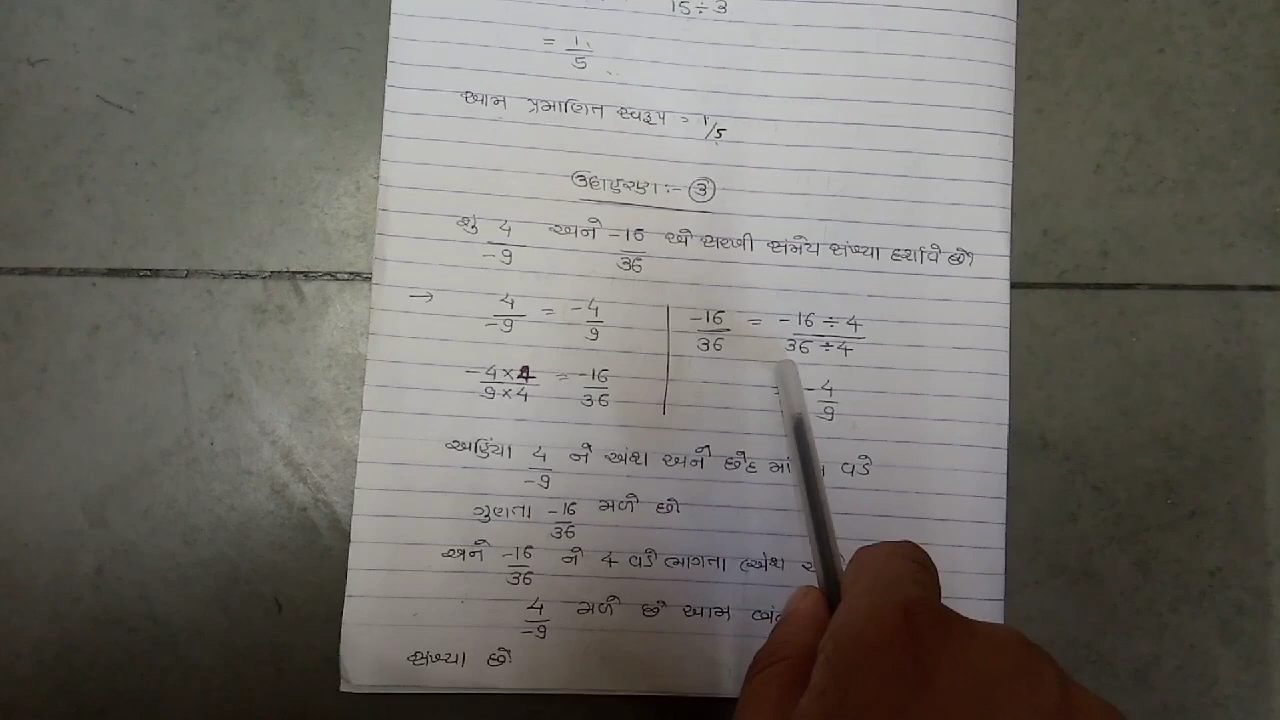 15÷3
= 1/5
આમ પ્રમાણિત સ્વરૂપ = 1/5
ઉદાહરણ :- ③
શું 4/-9 અને -16/36 એ સરખી સંમેય સંખ્યા દર્શાવે છે?
→ 4/-9 = -4/9
-4×4/9×4 = -16/36
-16/36 = -16÷4/36÷4
-4/9
અહિંયા 4/-9 ને અંશ અને છેદ માં વડે
ગુણતા -16/36 મળે છે
અને -16/36 ને 4 વડે ભાગતા અંશ
4/-9 મળે છે આમ
સંખ્યા છે